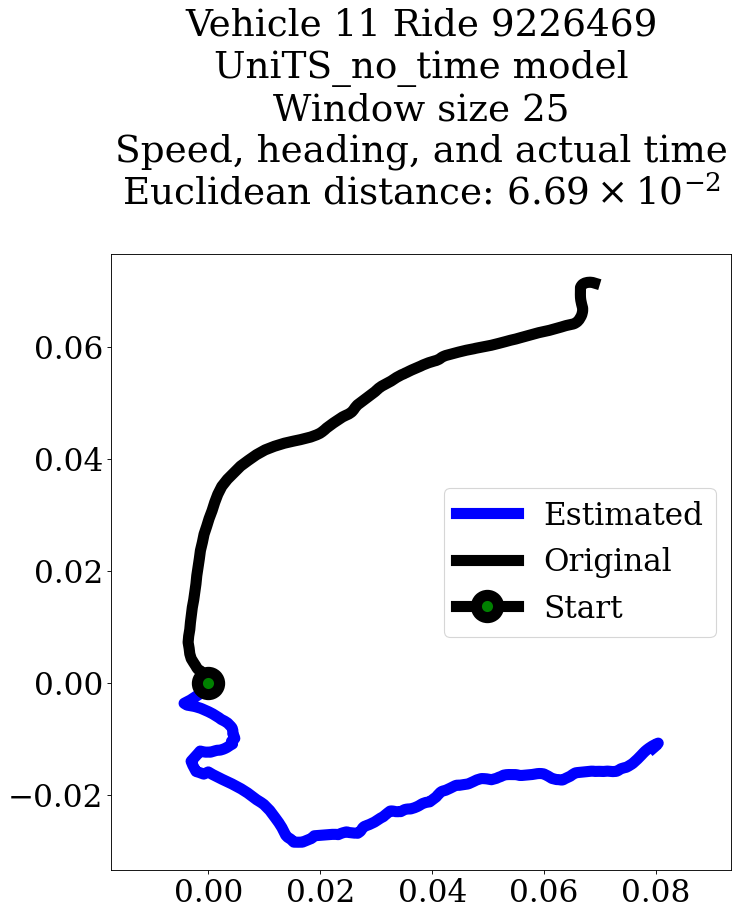 Vehicle 11 Ride 9226469
UniTS_no_time model
Window size 25
Speed, heading, and actual time
Euclidean distance: 6.69 × 10⁻²
0.06
0.04
0.02
0.00
−0.02
Estimated
Original
Start
0.00 0.02 0.04 0.06 0.08